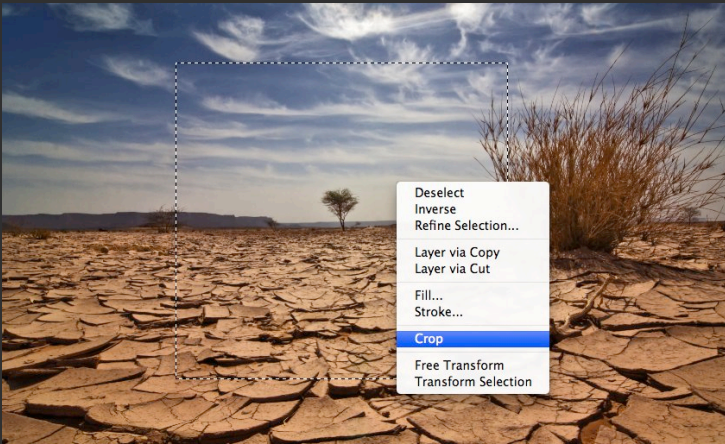 Deselect
Inverse
Refine Selection...
Layer via Copy
Layer via Cut
Fill...
Stroke...
Crop
Free Transform
Transform Selection